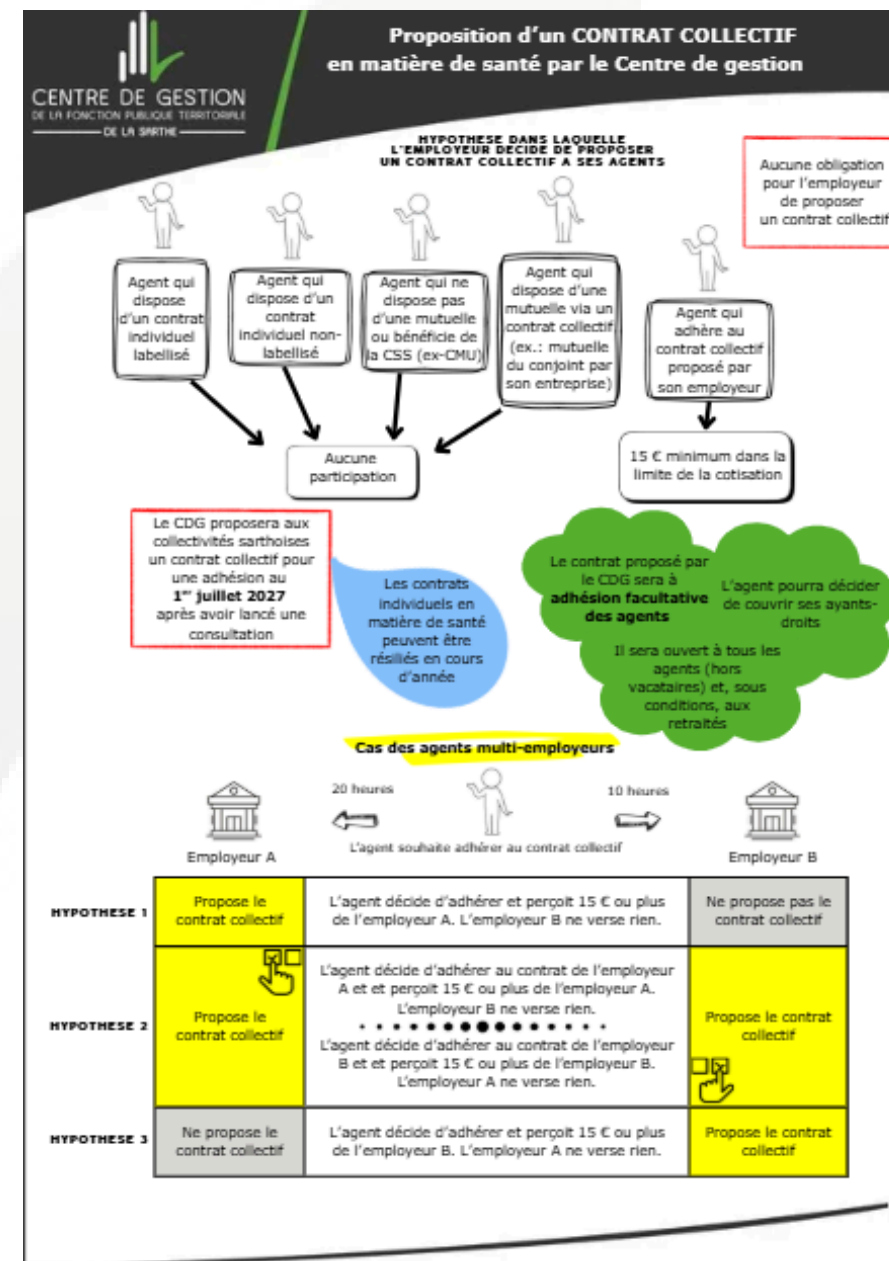 CENTRE DE GESTION
DE LA FONCTION PUBLIQUE TERRITORIALE
DE LA SARTHE
Proposition d'un CONTRAT COLLECTIF
en matière de santé par le Centre de gestion
HYPOTHESE DANS LAQUELLE
L'EMPLOYEUR DECIDE DE PROPOSER
UN CONTRAT COLLECTIF A SES AGENTS
Aucune obligation
pour l'employeur
de proposer
un contrat collectif
Agent qui
dispose
d'un contrat
individuel
labellisé
Agent qui
dispose d'un
contrat
individuel non-
labellisé
Agent qui ne
dispose pas
d'une mutuelle
ou bénéficie de
la CSS (ex-CMU)
Agent qui
dispose d'une
mutuelle via un
contrat collectif
(ex.: mutuelle
du conjoint par
son entreprise)
Agent qui
adhère au
contrat collectif
proposé par
son employeur
Aucune
participation
15 € minimum dans la
limite de la cotisation
Le CDG proposera aux
collectivités sarthoises
un contrat collectif pour
une adhésion au
1er juillet 2027
après avoir lancé une
consultation
Les contrats
individuels en
matière de santé
peuvent être
résiliés en cours
d'année
Le contrat proposé par
le CDG sera à
adhésion facultative
des agents
L'agent pourra décider
de couvrir ses ayants-
droits
Il sera ouvert à tous les
agents (hors
vacataires) et, sous
conditions, aux
retraités
Cas des agents multi-employeurs
20 heures
10 heures
L'agent souhaite adhérer au contrat collectif
Employeur A
Employeur B
HYPOTHESE 1
Propose le
contrat collectif
L'agent décide d'adhérer et perçoit 15 € ou plus
de l'employeur A. L'employeur B ne verse rien.
Ne propose pas le
contrat collectif
HYPOTHESE 2
Propose le
contrat collectif
L'agent décide d'adhérer au contrat de l'employeur
A et et perçoit 15 € ou plus de l'employeur A.
L'employeur B ne verse rien.
L'agent décide d'adhérer au contrat de l'employeur
B et et perçoit 15 € ou plus de l'employeur B.
L'employeur A ne verse rien.
Propose le contrat
collectif
HYPOTHESE 3
Ne propose le
contrat collectif
L'agent décide d'adhérer et perçoit 15 € ou plus
de l'employeur B. L'employeur A ne verse rien.
Propose le contrat
collectif